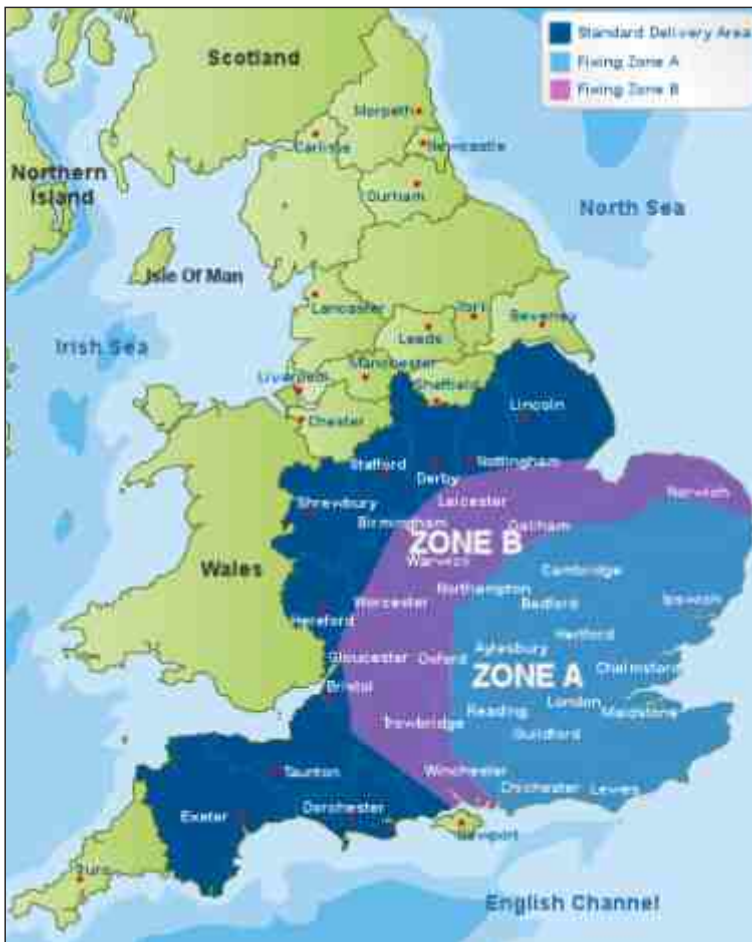 Standard Delivery Area
Fixing Zone A
Fixing Zone B
Scotland
Morpeth
Carlisle
Newcastle
Northern
Island
Durham
North Sea
Isle Of Man
Lancaster
York
Leeds
Beverley
Irish Sea
Manchester
Liverpool
Sheffield
Chester
Lincoln
Stafford
Nottingham
Derby
Leicester
Norwich
Shrewsbury
Birmingham
ZONE B
Warwick
Cambridge
Wales
Northampton
Worcester
Bedford
Ipswich
Hereford
Hertford
Aylesbury
Gloucester
Oxford
ZONE A
Bristol
London
Maidstone
Reading
Trowbridge
Guildford
Winchester
Taunton
Chichester
Lewes
Dorchester
Exeter
Newport
Truro
English Channel